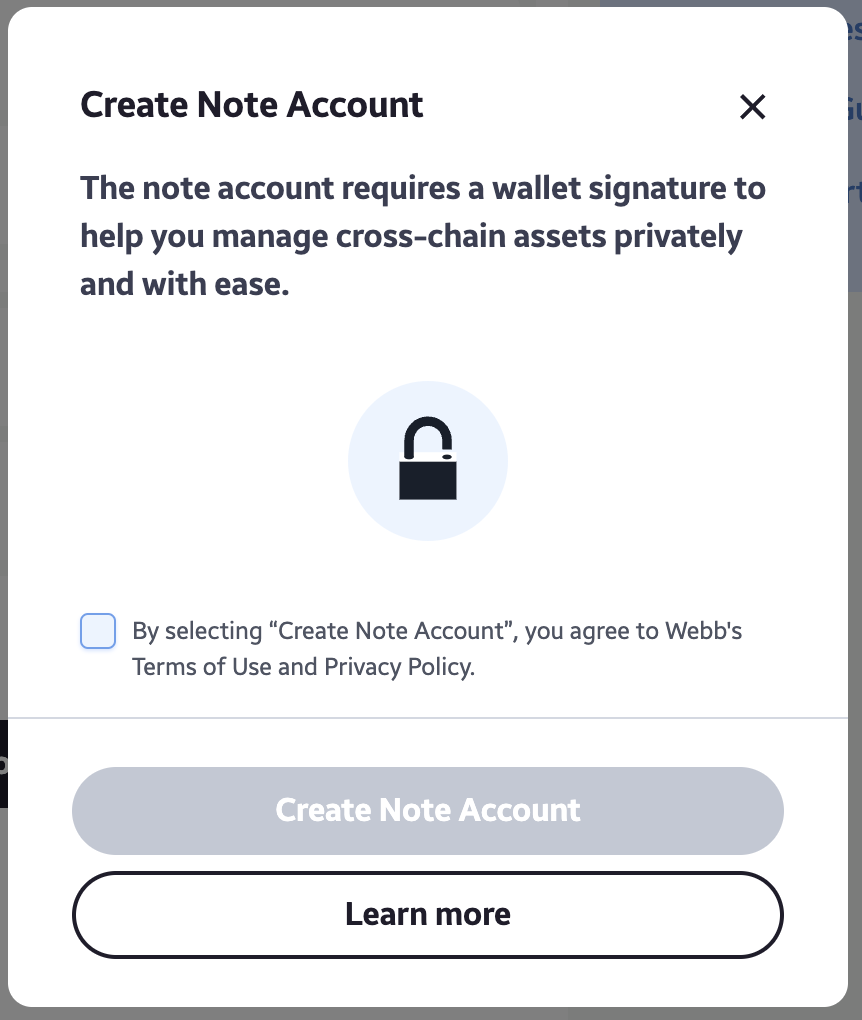 Create Note Account
The note account requires a wallet signature to
help you manage cross-chain assets privately
and with ease.
By selecting “Create Note Account”, you agree to Webb's
Terms of Use and Privacy Policy.
Create Note Account
Learn more